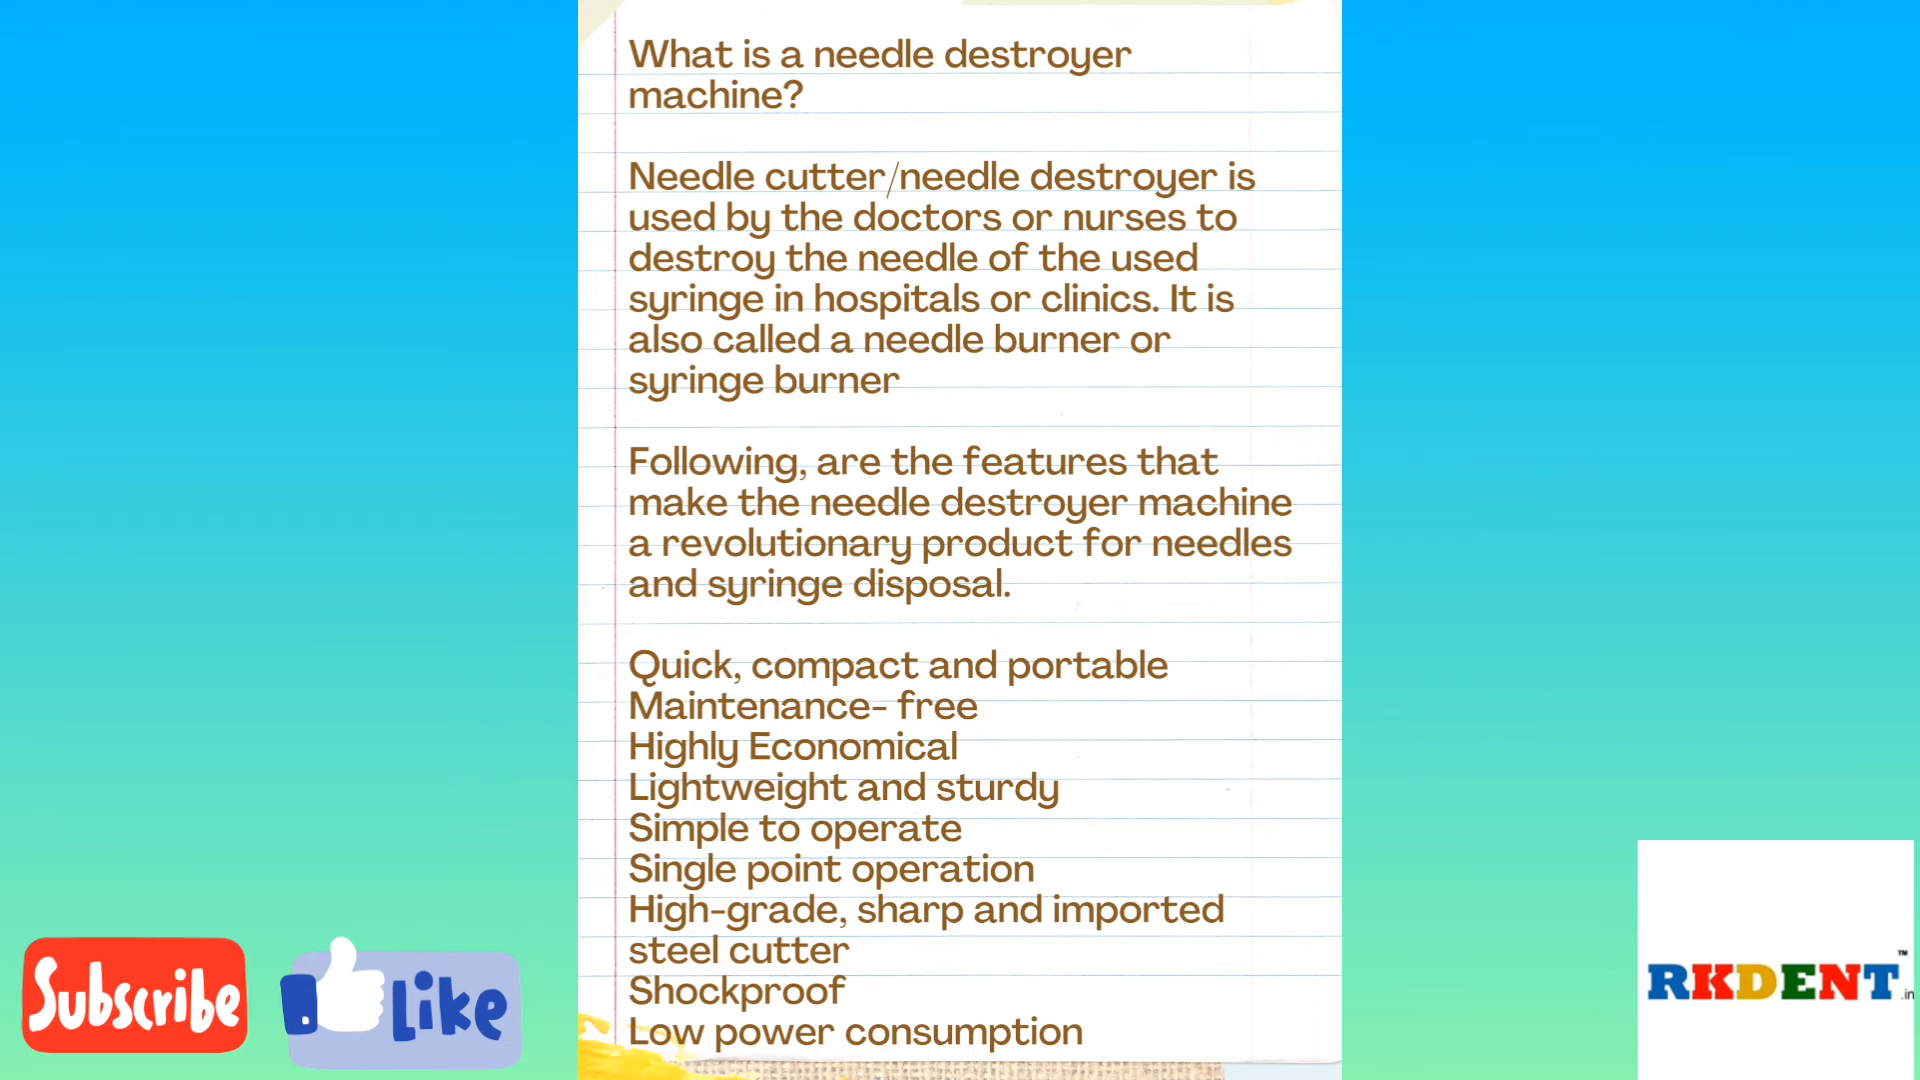 What is a needle destroyer
machine?
Needle cutter/needle destroyer is
used by the doctors or nurses to
destroy the needle of the used
syringe in hospitals or clinics. It is
also called a needle burner or
syringe burner
Following, are the features that
make the needle destroyer machine
a revolutionary product for needles
and syringe disposal.
Quick, compact and portable
Maintenance- free
Highly Economical
Lightweight and sturdy
Simple to operate
Single point operation
High-grade, sharp and imported
steel cutter
Shockproof
Low power consumption
Subscribe
Like
RKDENT™.in